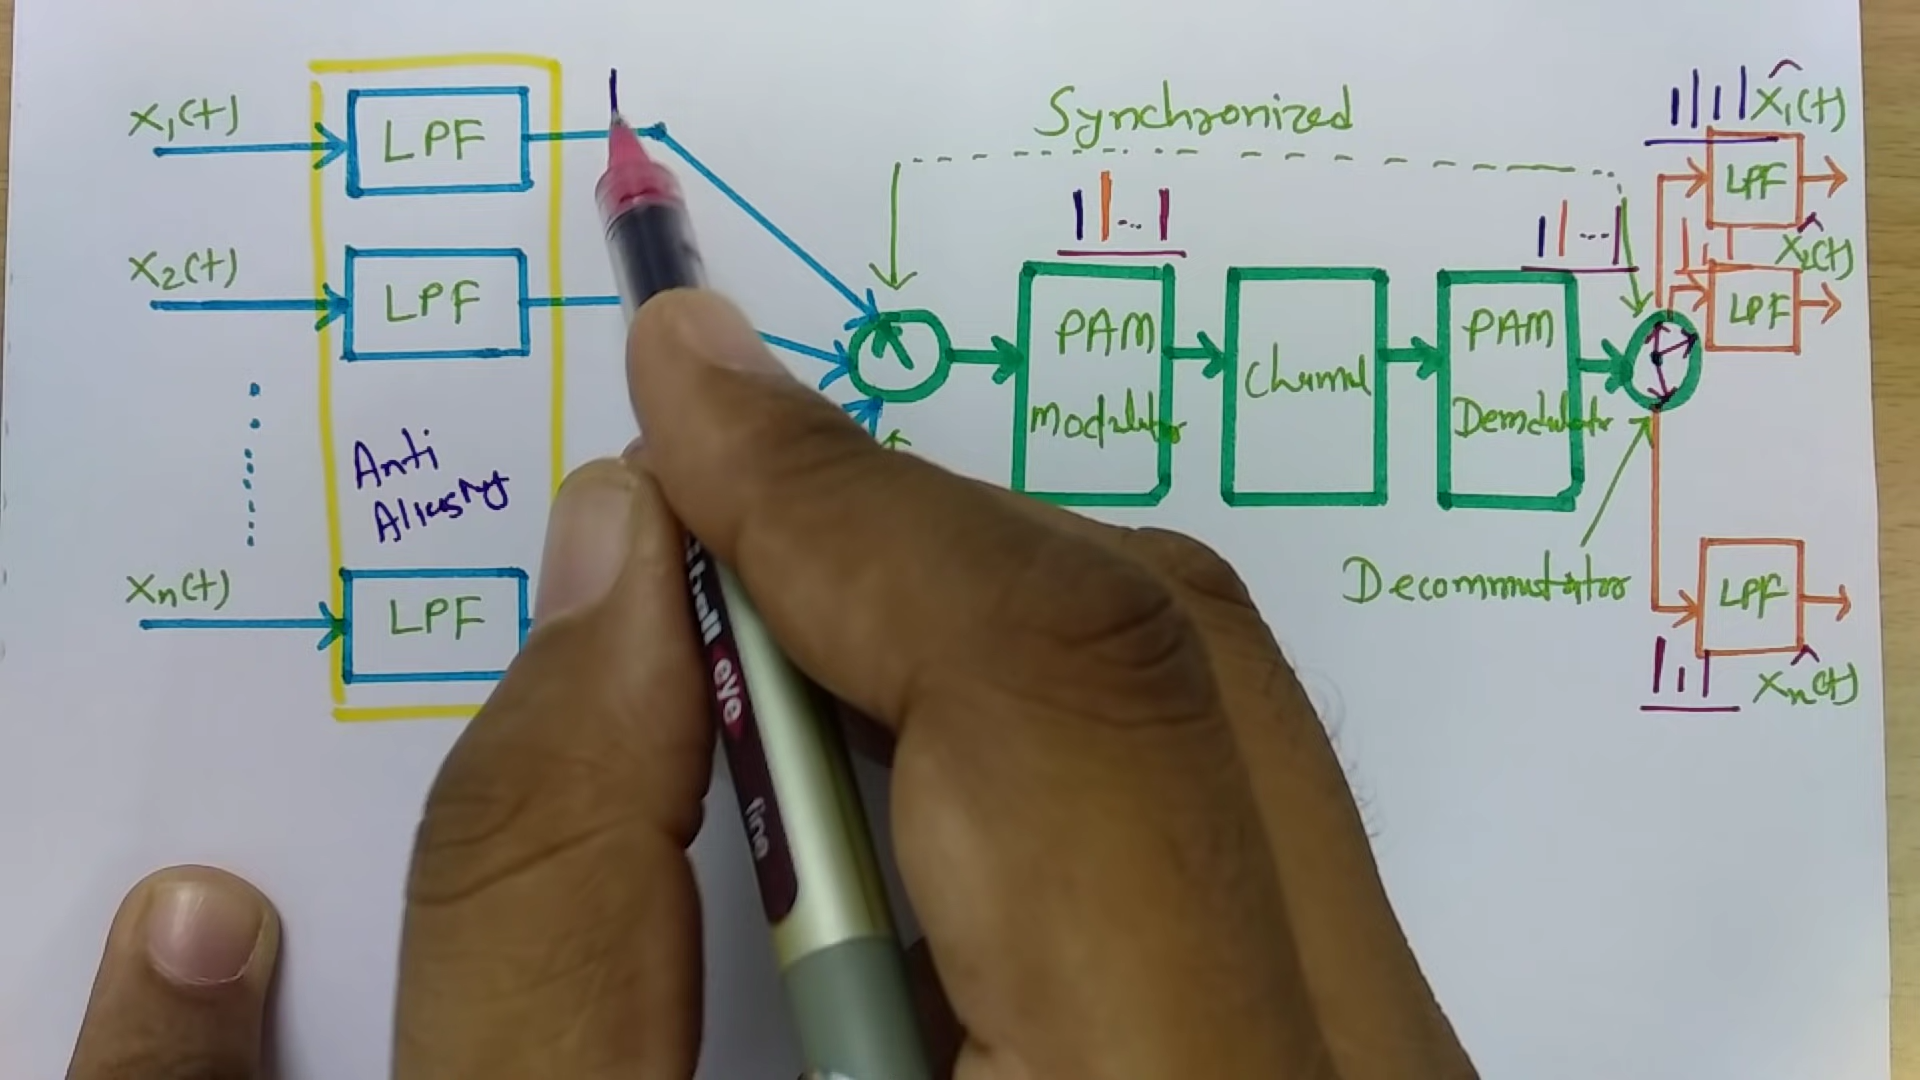 x₁(t)
LPF
Synchronized
x̂₁(t)
LPF
x₂(t)
LPF
x̂₂(t)
LPF
PAM
Modulator
Channel
PAM
Demdulator
Anti
Aliasing
Decommutator
xₙ(t)
LPF
LPF
x̂ₙ(t)
eye
fine